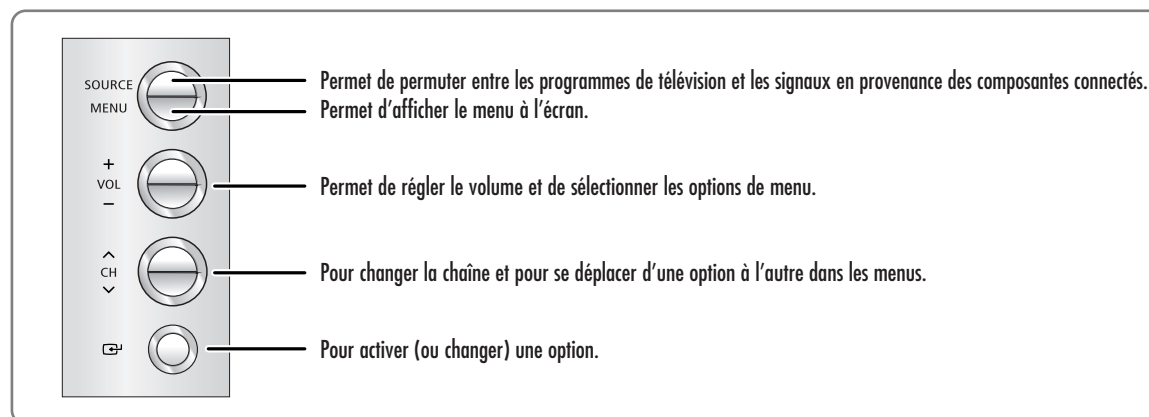 SOURCE
MENU
Permet de permuter entre les programmes de télévision et les signaux en provenance des composantes connectés.
Permet d'afficher le menu à l'écran.
+
VOL
–
Permet de régler le volume et de sélectionner les options de menu.
CH
Pour changer la chaîne et pour se déplacer d'une option à l'autre dans les menus.
Pour activer (ou changer) une option.